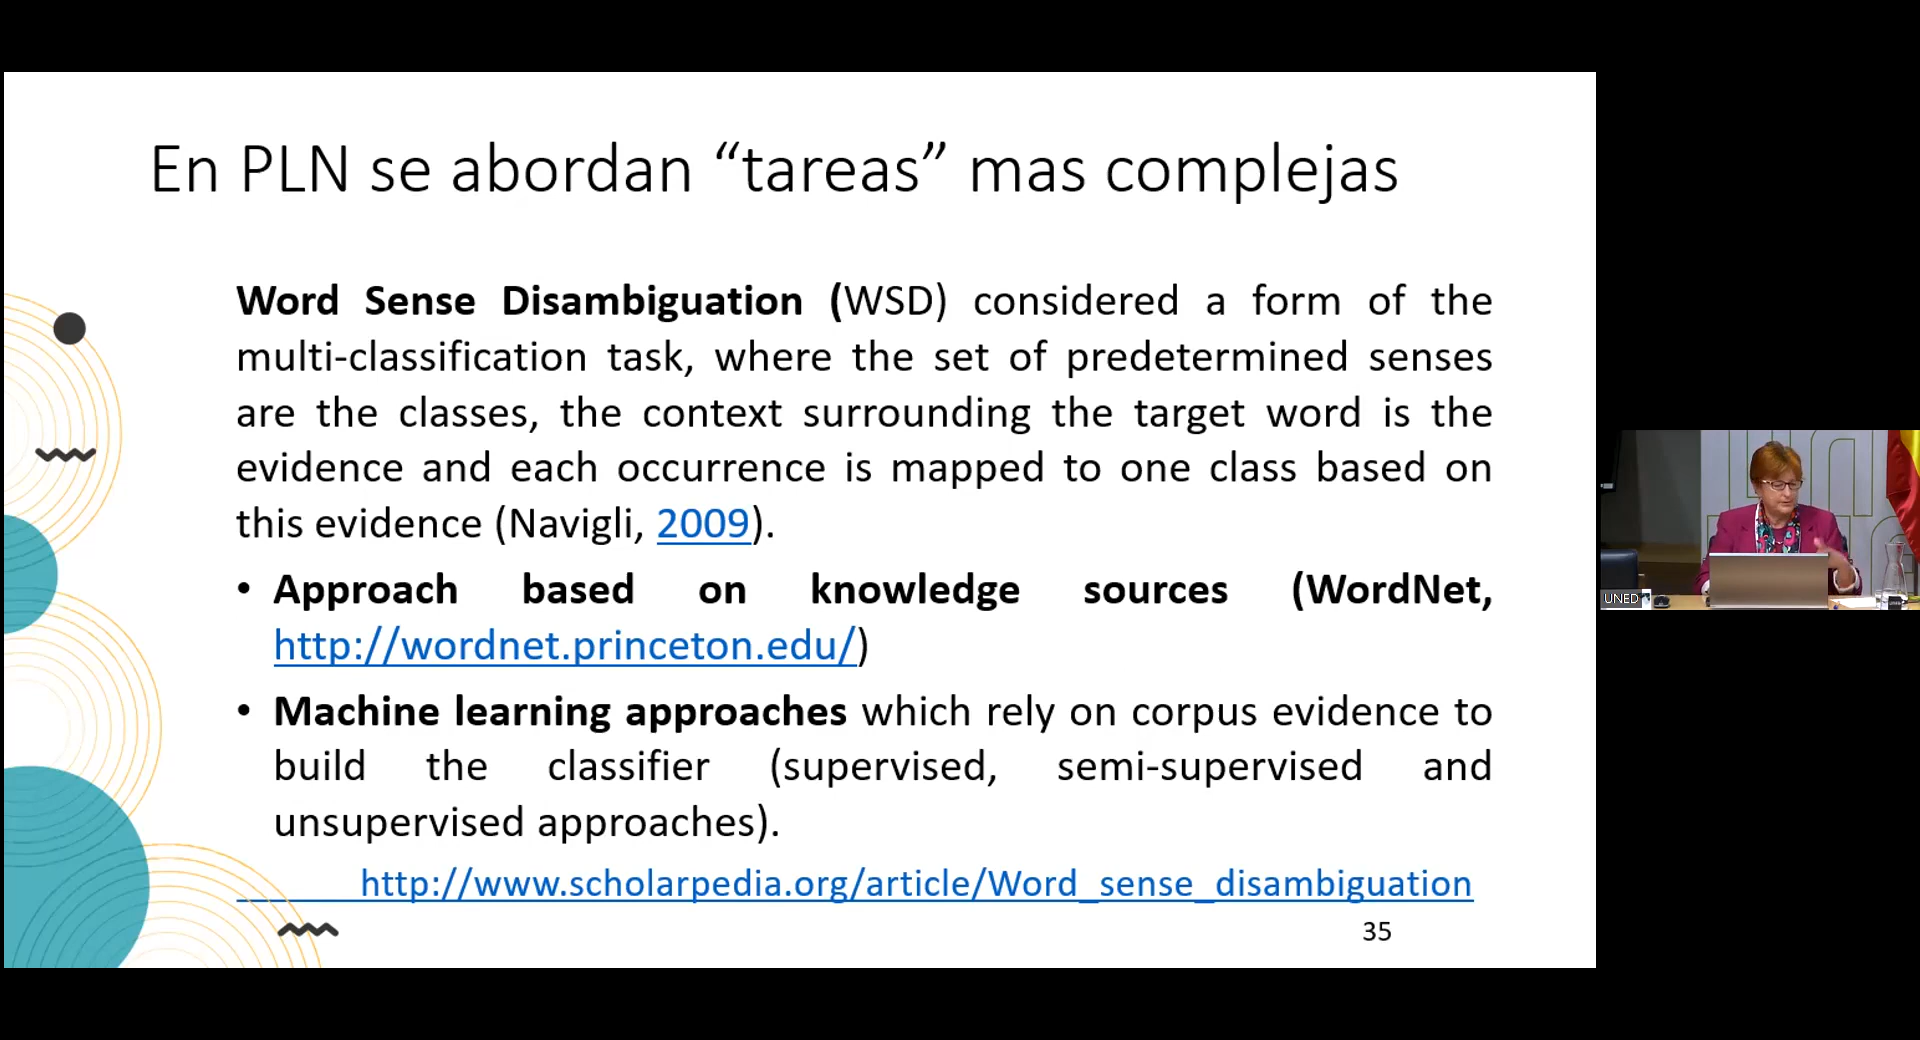 En PLN se abordan “tareas” mas complejas
Word Sense Disambiguation (WSD) considered a form of the
multi-classification task, where the set of predetermined senses
are the classes, the context surrounding the target word is the
evidence and each occurrence is mapped to one class based on
this evidence (Navigli, 2009).
• Approach based on knowledge sources (WordNet,
http://wordnet.princeton.edu/)
• Machine learning approaches which rely on corpus evidence to
build the classifier (supervised, semi-supervised and
unsupervised approaches).
http://www.scholarpedia.org/article/Word_sense_disambiguation
35
UNED